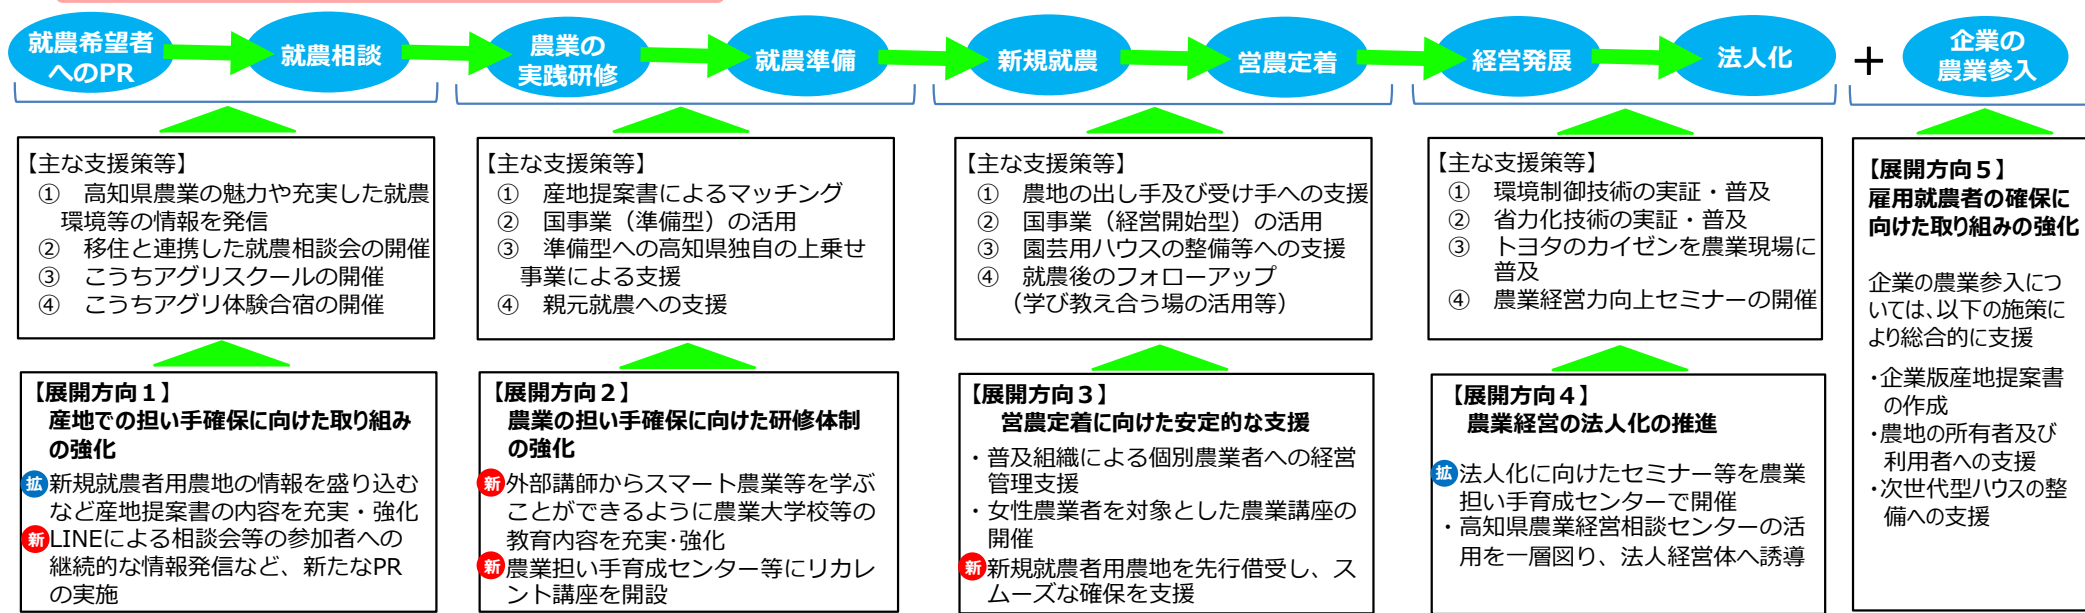 就農希望者
へのPR
就農相談
農業の
実践研修
就農準備
新規就農
営農定着
経営発展
法人化
+
企業の
農業参入
【主な支援策等】
① 高知県農業の魅力や充実した就農
環境等の情報を発信
② 移住と連携した就農相談会の開催
③ こうちアグリスクールの開催
④ こうちアグリ体験合宿の開催
【主な支援策等】
① 産地提案書によるマッチング
② 国事業（準備型）の活用
③ 準備型への高知県独自の上乗せ
事業による支援
④ 親元就農への支援
【主な支援策等】
① 農地の出し手及び受け手への支援
② 国事業（経営開始型）の活用
③ 園芸用ハウスの整備等への支援
④ 就農後のフォローアップ
（学び教え合う場の活用等）
【主な支援策等】
① 環境制御技術の実証・普及
② 省力化技術の実証・普及
③ トヨタのカイゼンを農業現場に
普及
④ 農業経営力向上セミナーの開催
【展開方向１】
産地での担い手確保に向けた取り組み
の強化
拡 新規就農者用農地の情報を盛り込む
など産地提案書の内容を充実・強化
新 LINEによる相談会等の参加者への
継続的な情報発信など、新たなPR
の実施
【展開方向２】
農業の担い手確保に向けた研修体制
の強化
新 外部講師からスマート農業等を学ぶ
ことができるように農業大学校等の
教育内容を充実・強化
新 農業担い手育成センター等にリカレ
ント講座を開設
【展開方向３】
営農定着に向けた安定的な支援
・普及組織による個別農業者への経営
管理支援
・女性農業者を対象とした農業講座の
開催
新 新規就農者用農地を先行借受し、ス
ムーズな確保を支援
【展開方向４】
農業経営の法人化の推進
拡 法人化に向けたセミナー等を農業
担い手育成センターで開催
・高知県農業経営相談センターの活
用を一層図り、法人経営体へ誘導
【展開方向５】
雇用就農者の確保に
向けた取り組みの強化
企業の農業参入につ
いては、以下の施策に
より総合的に支援
・企業版産地提案書
の作成
・農地の所有者及び
利用者への支援
・次世代型ハウスの整
備への支援